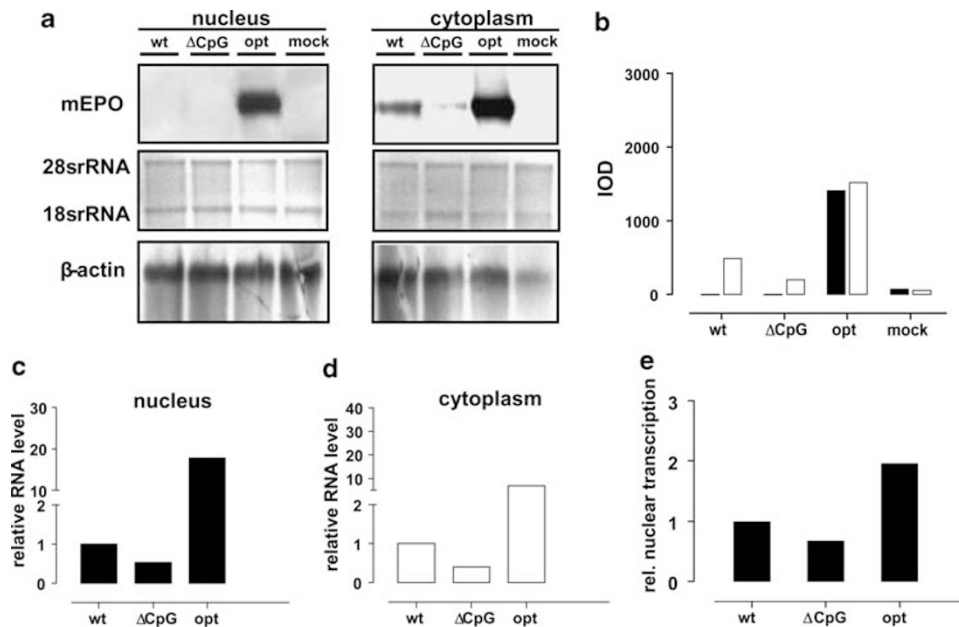 a
nucleus
cytoplasm
b
wt ΔCpG opt mock
wt ΔCpG opt mock
mEPO
28srRNA
18srRNA
β-actin
IOD
3000
2000
1000
0
wt ΔCpG opt mock
c
nucleus
relative RNA level
30
20
10
2
1
0
wt ΔCpG opt
d
cytoplasm
relative RNA level
40
30
20
10
5
2
1
0
wt ΔCpG opt
e
rel. nuclear transcription
3
2
1
0
wt ΔCpG opt